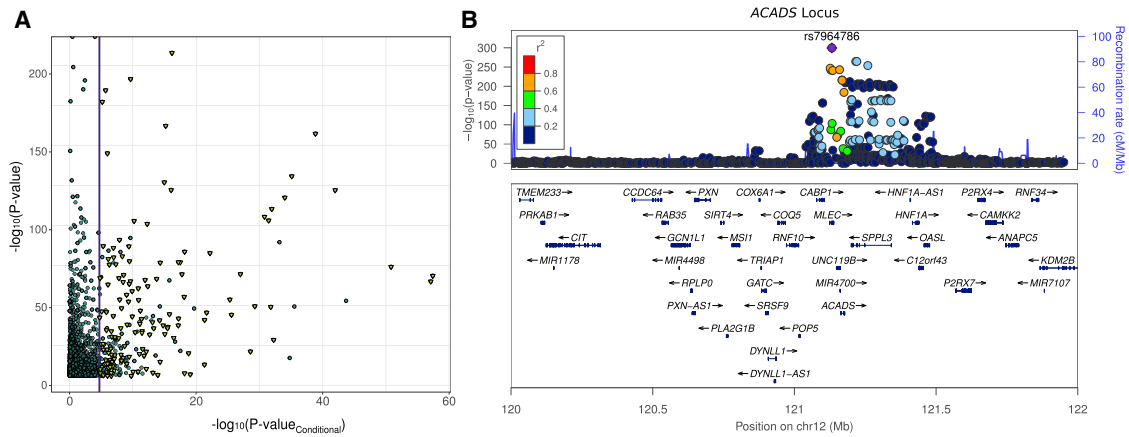 A
-log10(P-value)
200
150
100
50
0
0
20
40
60
-log10(P-valueConditional)
B
ACADS Locus
rs7964786
r2
0.8
0.6
0.4
0.2
−log10(p−value)
300
250
200
150
100
50
0
Recombination rate (cM/Mb)
100
80
60
40
20
0
TMEM233→ CCDC64→ ←PXN COX6A1→ CABP1→ ←HNF1A−AS1 P2RX4→ RNF34→
PRKAB1→ ←RAB35 SIRT4→ ←COQ5 MLEC→ HNF1A→ ←CAMKK2
←CIT ←GCN1L1 ←MSI1 RNF10→ ←SPPL3 ←OASL ←ANAPC5
←MIR1178 ←MIR4498 ←TRIAP1 UNC119B→ ←C12orf43 ←KDM2B
←RPLP0 GATC→ MIR4700→ P2RX7→ ←MIR7107
PXN−AS1→ ←SRSF9 ACADS→
←PLA2G1B ←POP5
DYNLL1→
←DYNLL1−AS1
120
120.5
121
121.5
122
Position on chr12 (Mb)